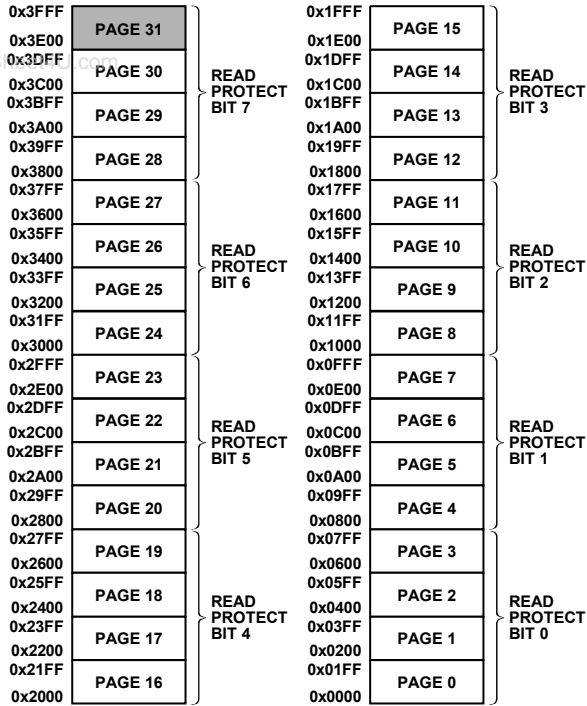 0x3FFF
PAGE 31
0x3E00
0x3DFF
PAGE 30
0x3C00
0x3BFF
PAGE 29
0x3A00
0x39FF
PAGE 28
0x3800
READ
PROTECT
BIT 7
0x37FF
PAGE 27
0x3600
0x35FF
PAGE 26
0x3400
0x33FF
PAGE 25
0x3200
0x31FF
PAGE 24
0x3000
READ
PROTECT
BIT 6
0x2FFF
PAGE 23
0x2E00
0x2DFF
PAGE 22
0x2C00
0x2BFF
PAGE 21
0x2A00
0x29FF
PAGE 20
0x2800
READ
PROTECT
BIT 5
0x27FF
PAGE 19
0x2600
0x25FF
PAGE 18
0x2400
0x23FF
PAGE 17
0x2200
0x21FF
PAGE 16
0x2000
READ
PROTECT
BIT 4
0x1FFF
PAGE 15
0x1E00
0x1DFF
PAGE 14
0x1C00
0x1BFF
PAGE 13
0x1A00
0x19FF
PAGE 12
0x1800
READ
PROTECT
BIT 3
0x17FF
PAGE 11
0x1600
0x15FF
PAGE 10
0x1400
0x13FF
PAGE 9
0x1200
0x11FF
PAGE 8
0x1000
READ
PROTECT
BIT 2
0x0FFF
PAGE 7
0x0E00
0x0DFF
PAGE 6
0x0C00
0x0BFF
PAGE 5
0x0A00
0x09FF
PAGE 4
0x0800
READ
PROTECT
BIT 1
0x07FF
PAGE 3
0x0600
0x05FF
PAGE 2
0x0400
0x03FF
PAGE 1
0x0200
0x01FF
PAGE 0
0x0000
READ
PROTECT
BIT 0